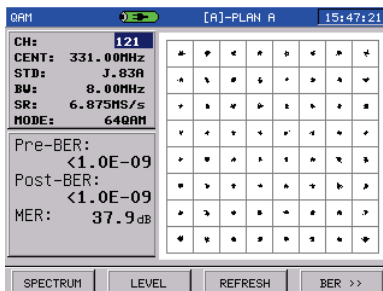 QAM [A]-PLAN A 15:47:21
CH: 121
CENT: 331.00MHz
STD: J.83A
BW: 8.00MHz
SR: 6.875MS/s
MODE: 64QAM
Pre-BER:
<1.0E-09
Post-BER:
<1.0E-09
MER: 37.9dB
SPECTRUM LEVEL REFRESH BER >>